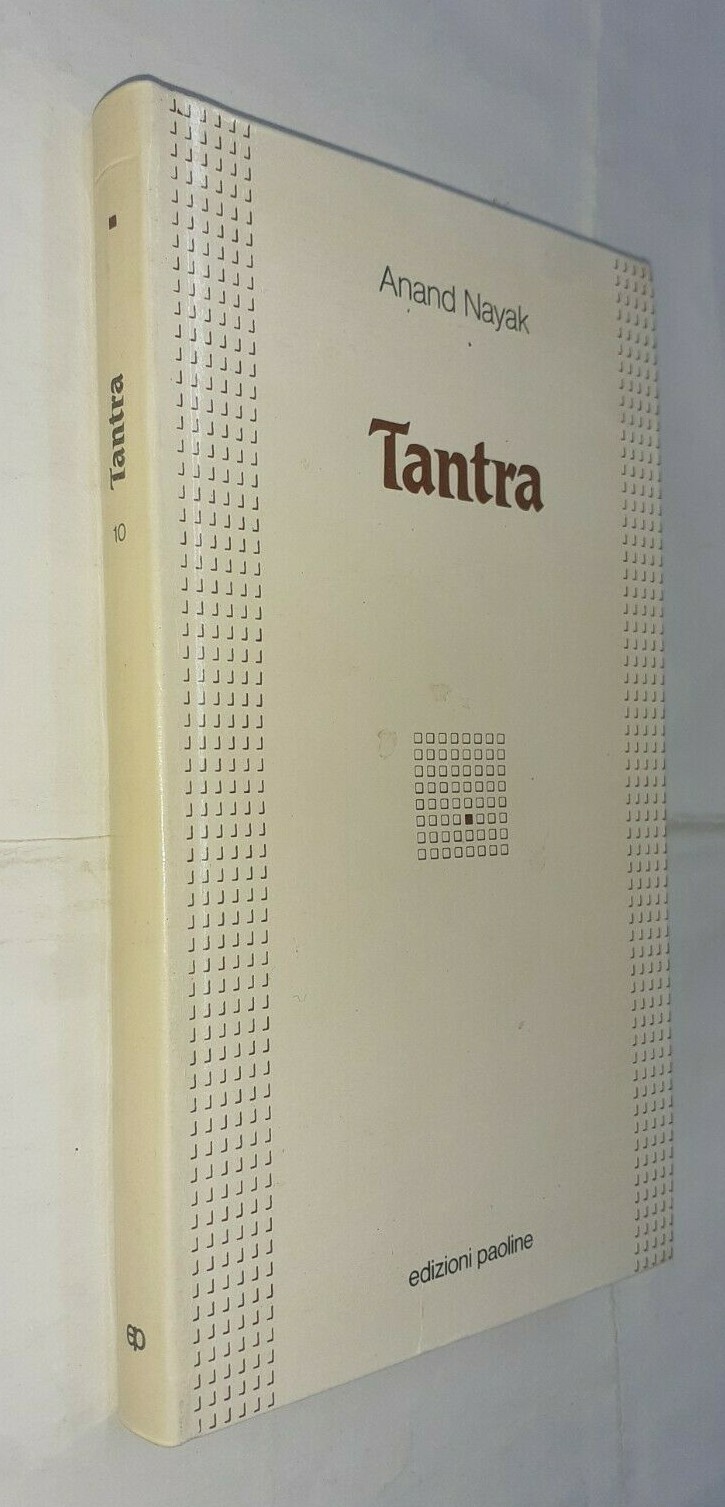 Anand Nayak
Tantra
edizioni paoline
Tantra
10
ep